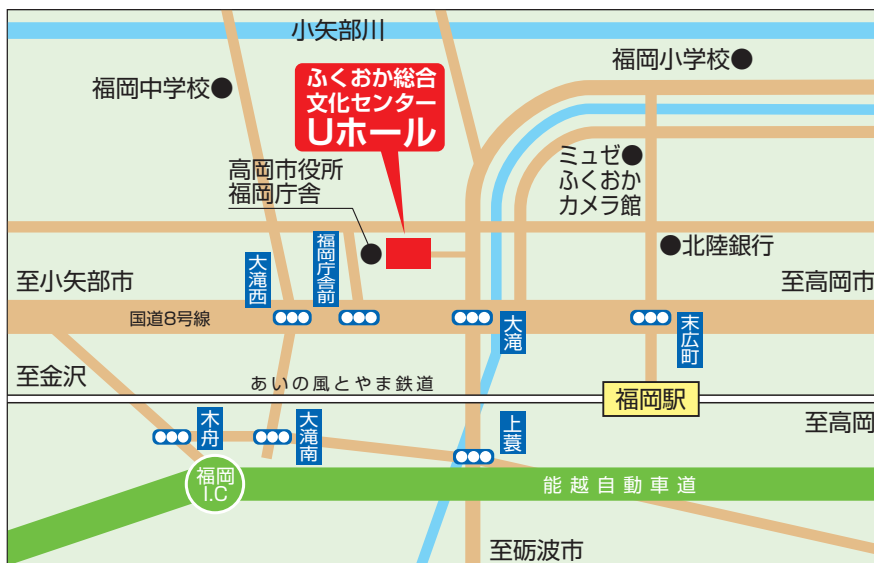 小矢部川
福岡小学校
福岡中学校
ふくおか総合
文化センター
Uホール
ミュゼ
ふくおか
カメラ館
高岡市役所
福岡庁舎
北陸銀行
大滝西
福岡庁舎前
至小矢部市
至高岡市
国道8号線
大滝
末広町
至金沢
あいの風とやま鉄道
福岡駅
至高岡
木舟
大滝南
上蓑
福岡
I.C
能越自動車道
至砺波市